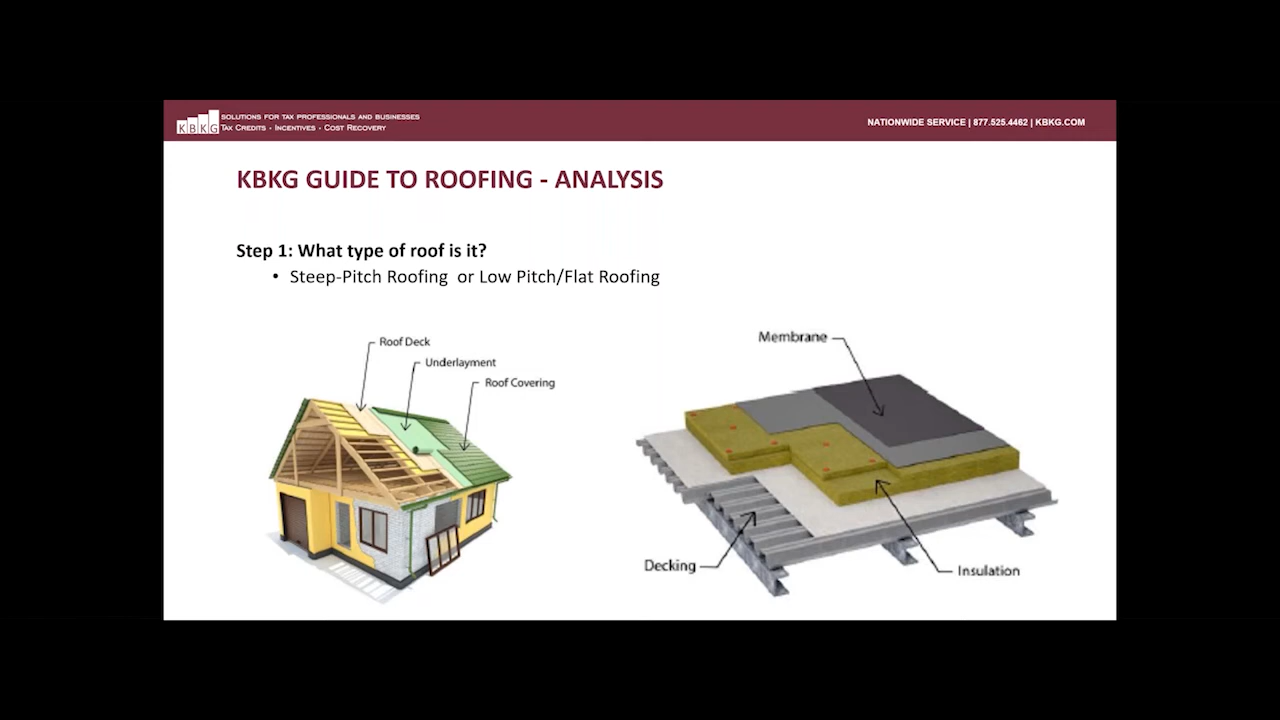 KBKG
SOLUTIONS FOR TAX PROFESSIONALS AND BUSINESSES
TAX CREDITS · INCENTIVES · COST RECOVERY
NATIONWIDE SERVICE | 877.525.4462 | KBKG.COM
KBKG GUIDE TO ROOFING - ANALYSIS
Step 1: What type of roof is it?
• Steep-Pitch Roofing or Low Pitch/Flat Roofing
Roof Deck
Underlayment
Roof Covering
Membrane
Decking
Insulation